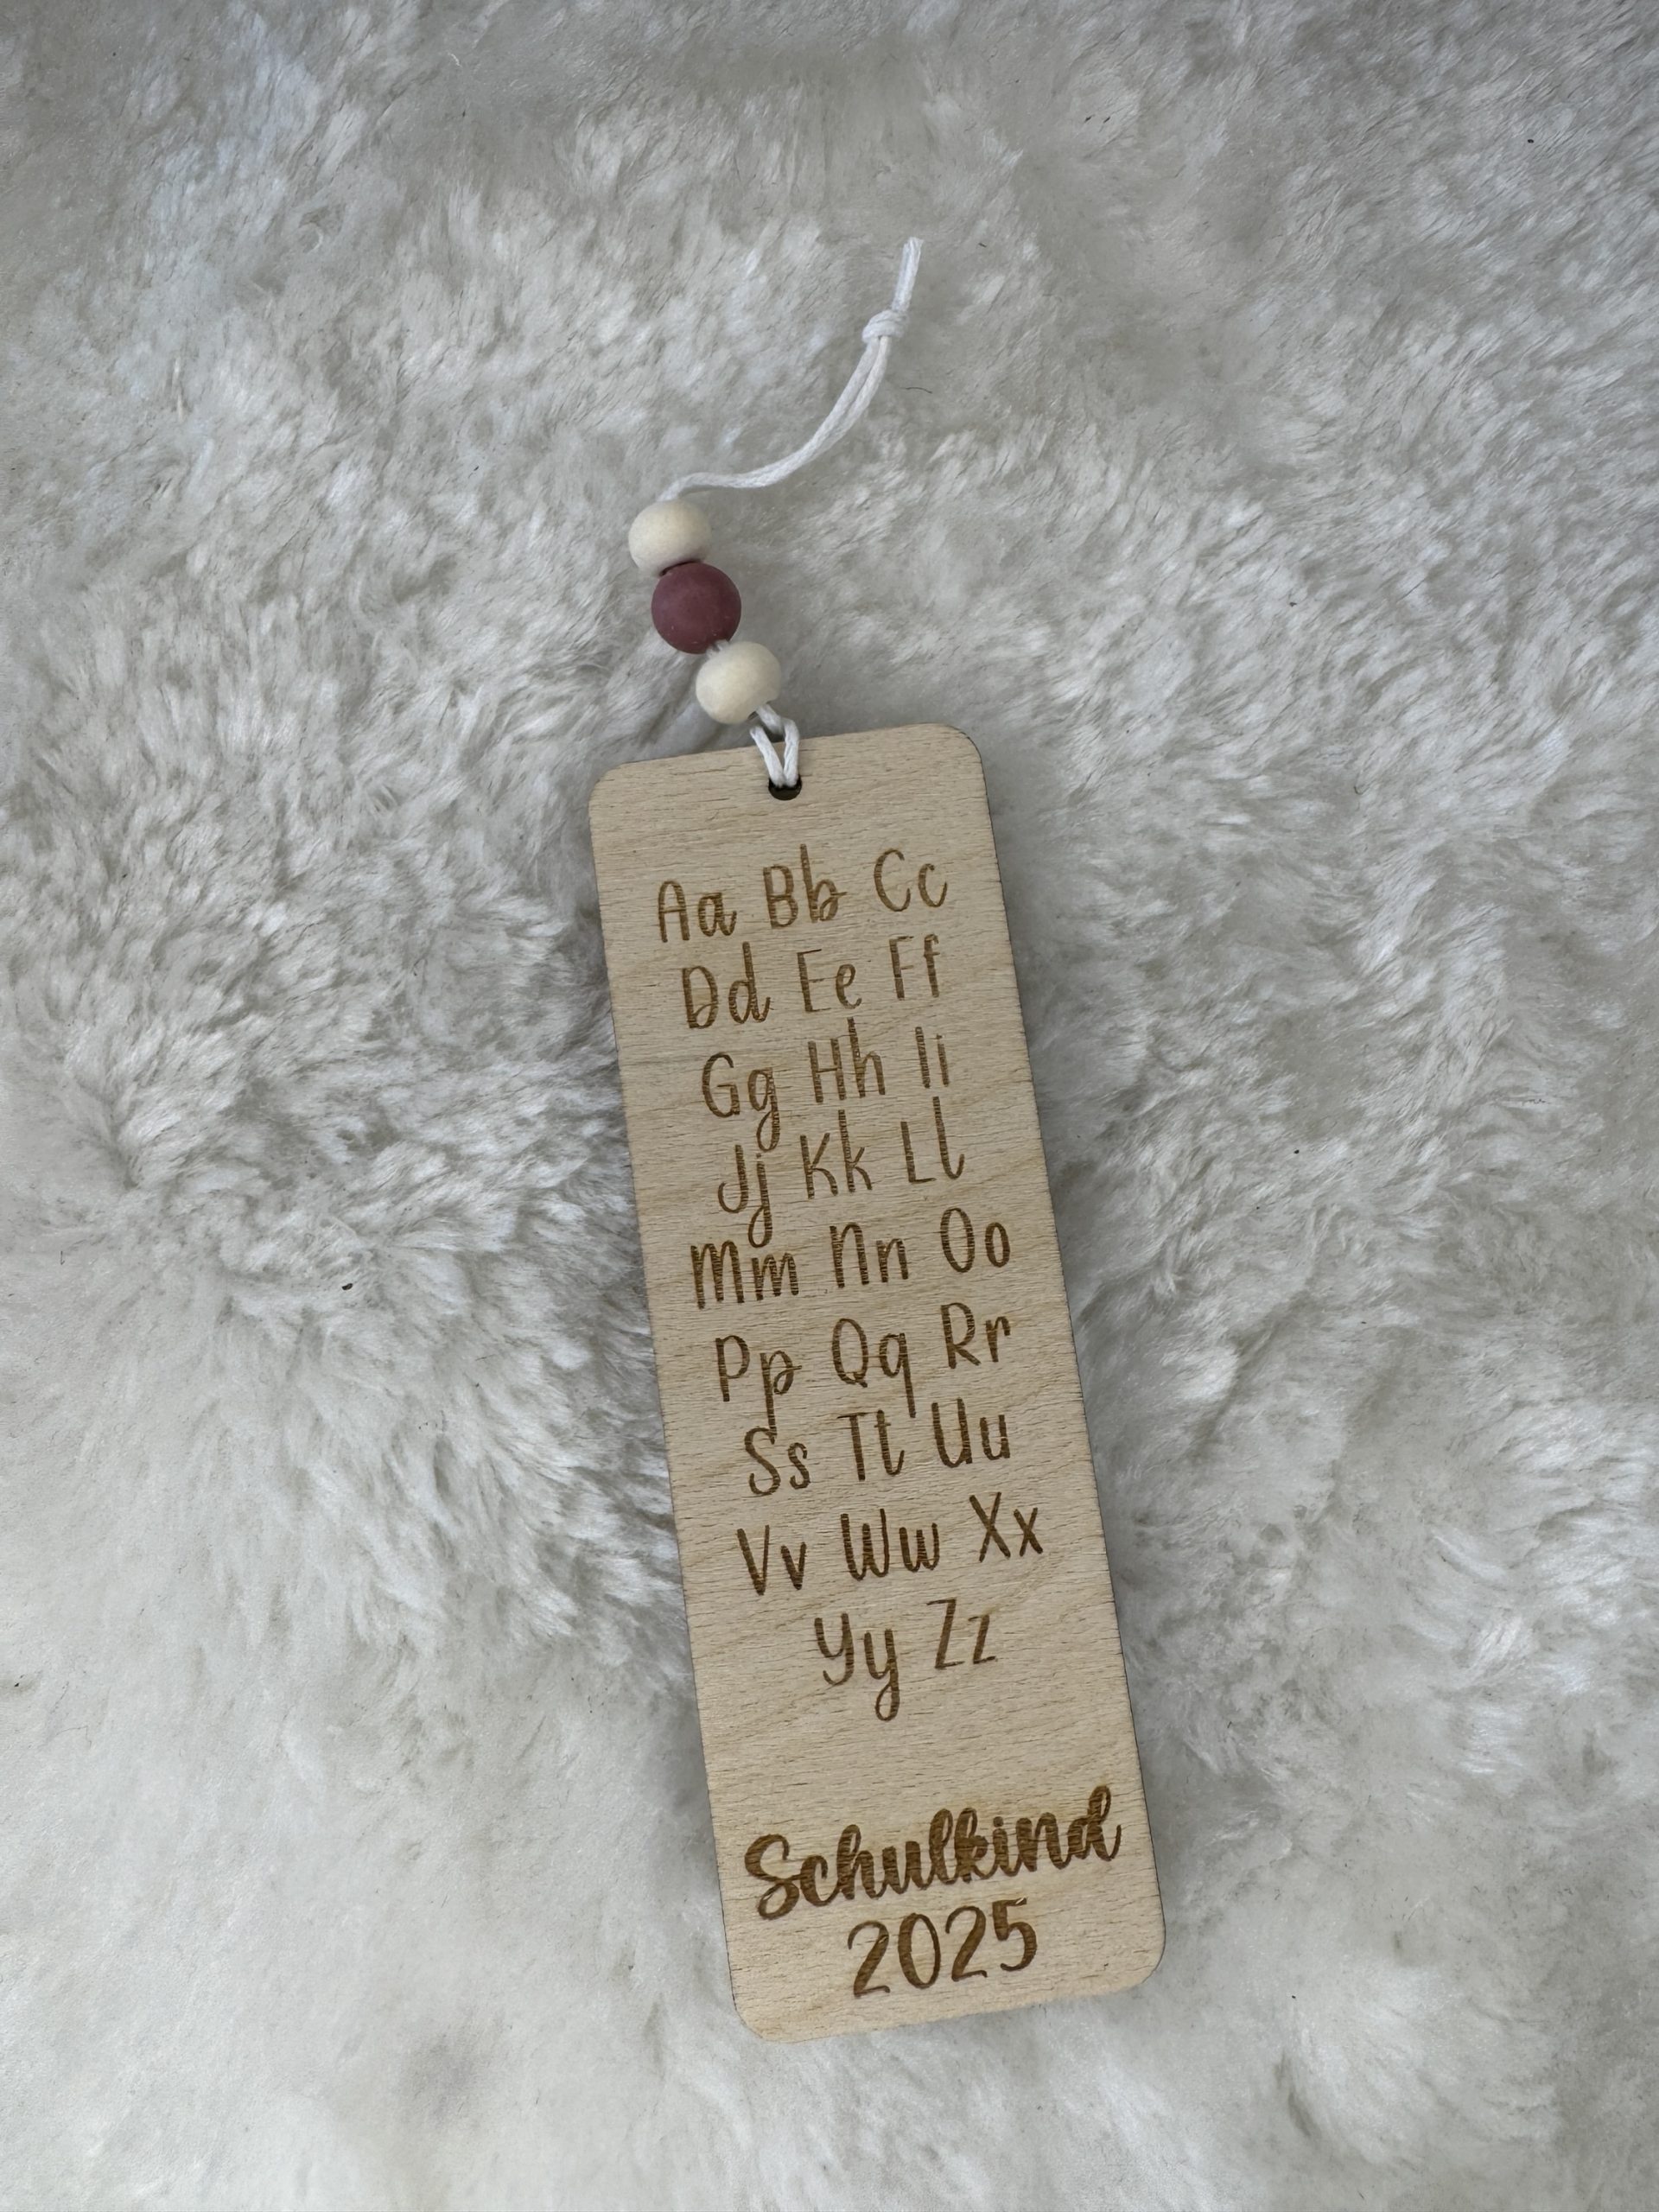 Aa Bb Cc
Dd Ee Ff
Gg Hh Ii
Jj Kk Ll
Mm Nn Oo
Pp Qq Rr
Ss Tt Uu
Vv Ww Xx
Yy Zz
Schulkind
2025